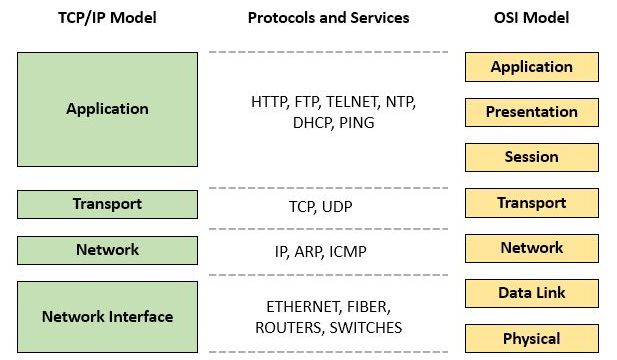 TCP/IP Model
Protocols and Services
OSI Model
Application
HTTP, FTP, TELNET, NTP,
DHCP, PING
Application
Presentation
Session
Transport
TCP, UDP
Transport
Network
IP, ARP, ICMP
Network
Network Interface
ETHERNET, FIBER,
ROUTERS, SWITCHES
Data Link
Physical